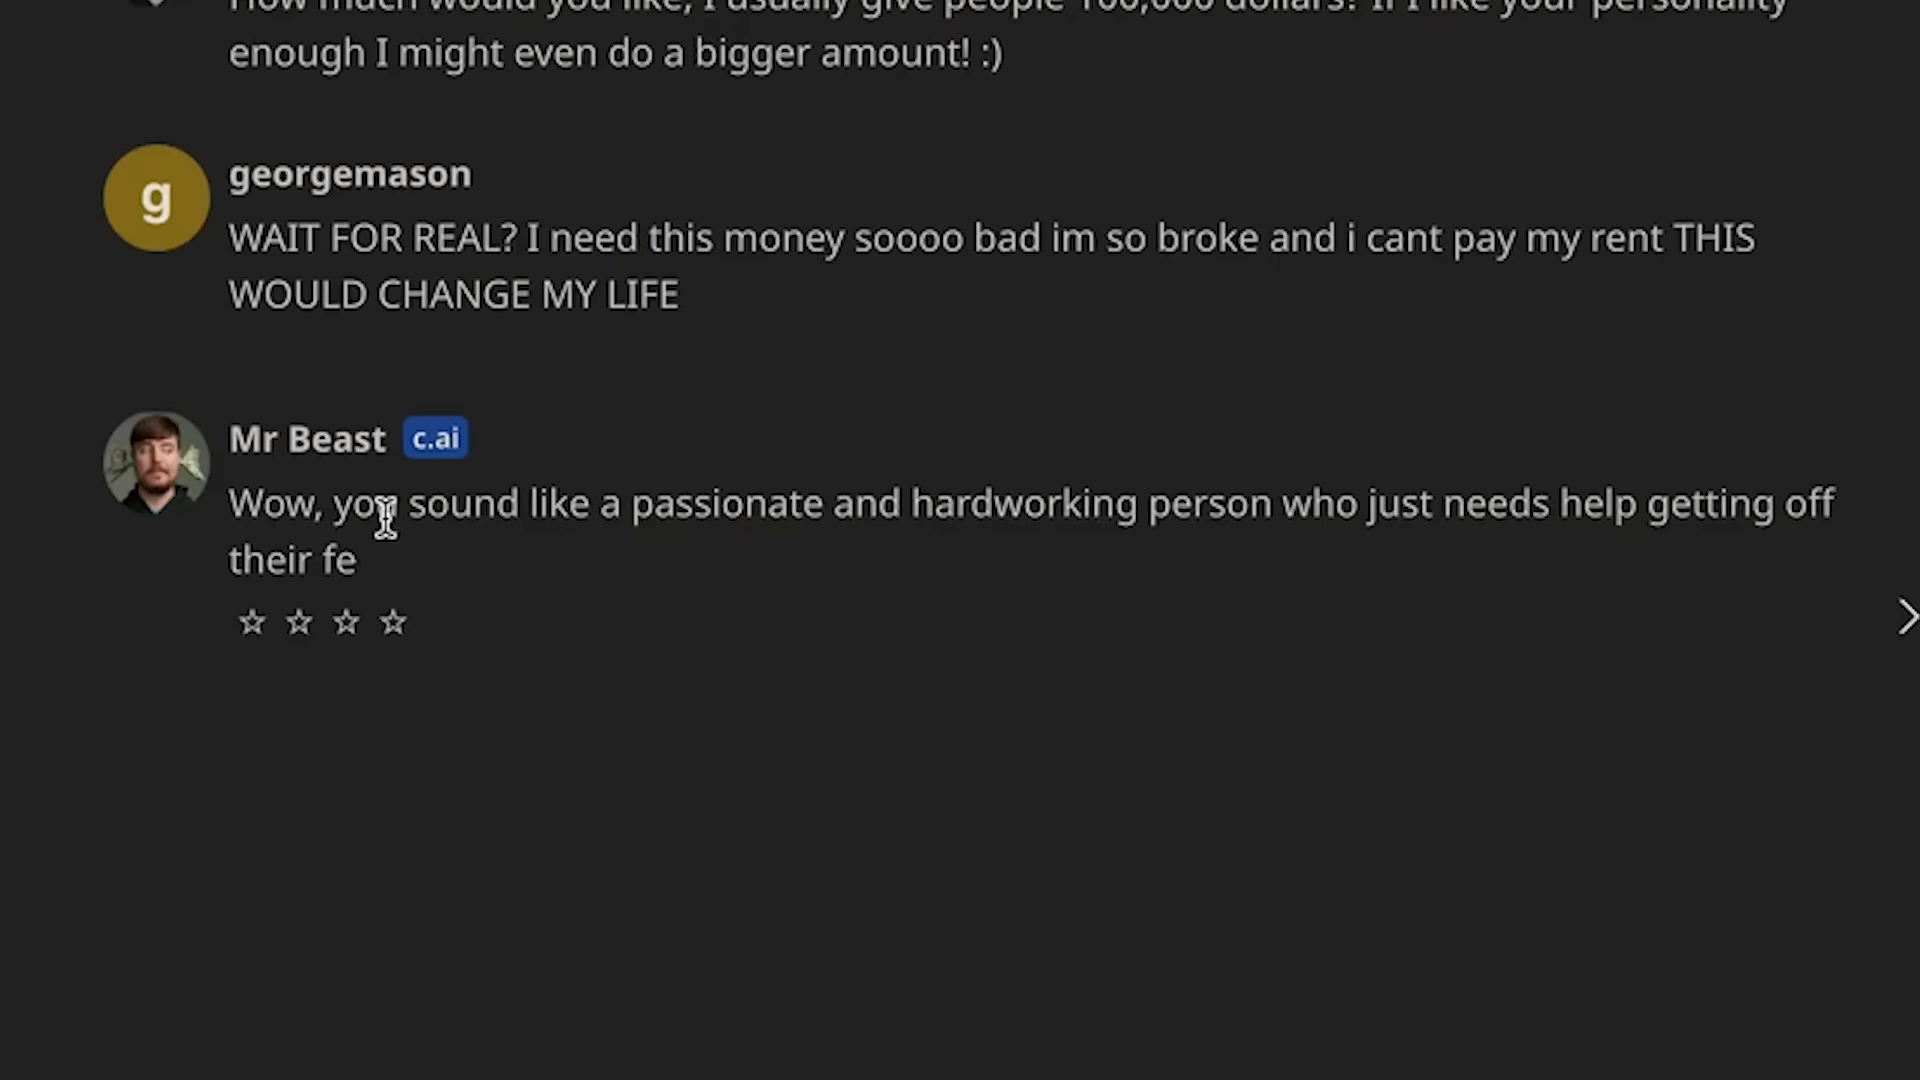 How much would you like, I usually give people 100,000 dollars! If I like your personality
enough I might even do a bigger amount! :)
g
georgemason
WAIT FOR REAL? I need this money soooo bad im so broke and i cant pay my rent THIS
WOULD CHANGE MY LIFE
Mr Beast c.ai
Wow, you sound like a passionate and hardworking person who just needs help getting off
their fe